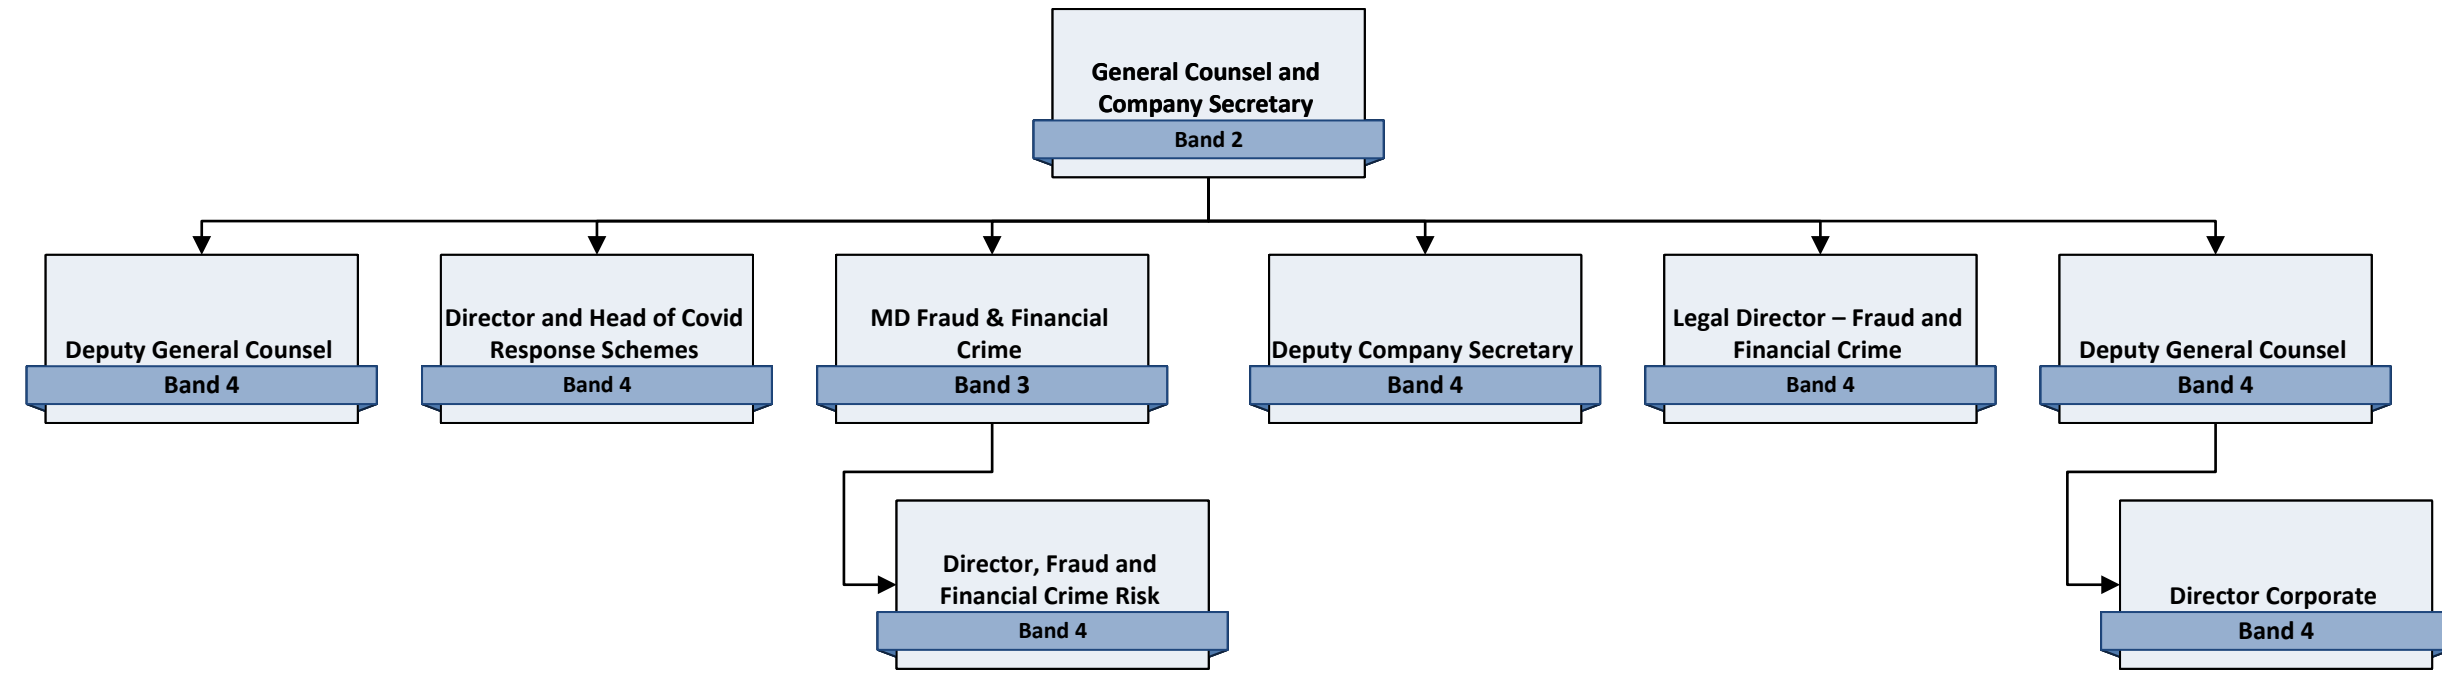 General Counsel and
Company Secretary
Band 2
Deputy General Counsel
Band 4
Director and Head of Covid
Response Schemes
Band 4
MD Fraud & Financial
Crime
Band 3
Deputy Company Secretary
Band 4
Legal Director – Fraud and
Financial Crime
Band 4
Deputy General Counsel
Band 4
Director, Fraud and
Financial Crime Risk
Band 4
Director Corporate
Band 4